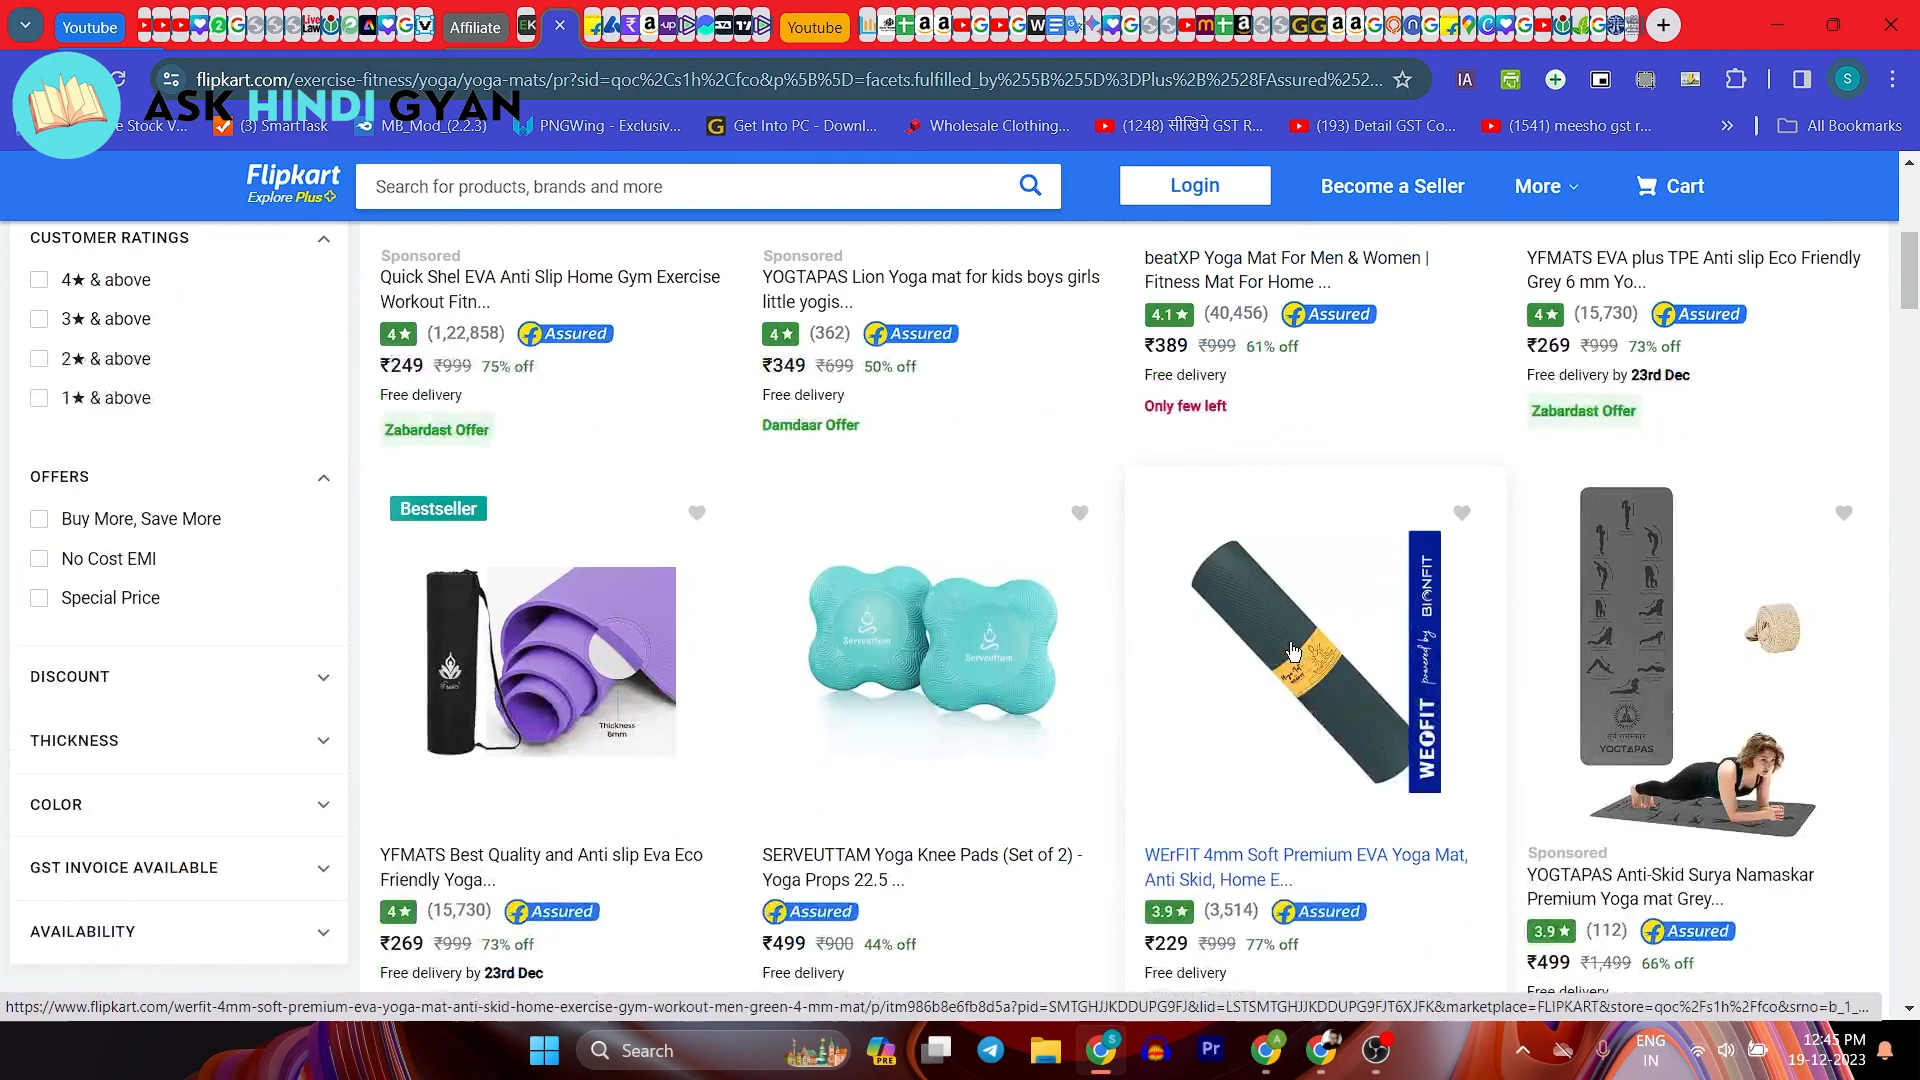 Youtube
Affiliate
EK
Youtube
flipkart.com/exercise-fitness/yoga/yoga-mats/pr?sid=qoc%2Cs1h%2Cfco&p%5B%5D=facets.fulfilled_by%255B%255D%3DPlus%2B%2528FAssured%252...
IA
S
ASK HINDI GYAN
e Stock V...
(3) SmartTask
MB_Mod_(2.2.3)
PNGWing - Exclusiv...
Get Into PC - Downl...
Wholesale Clothing...
(1248) सीखिये GST R...
(193) Detail GST Co...
(1541) meesho gst r...
All Bookmarks
Flipkart
Explore Plus
Search for products, brands and more
Login
Become a Seller
More
Cart
CUSTOMER RATINGS
4★ & above
3★ & above
2★ & above
1★ & above
OFFERS
Buy More, Save More
No Cost EMI
Special Price
DISCOUNT
THICKNESS
COLOR
GST INVOICE AVAILABLE
AVAILABILITY
Sponsored
Quick Shel EVA Anti Slip Home Gym Exercise
Workout Fitn...
4★ (1,22,858) Assured
₹249 ₹999 75% off
Free delivery
Zabardast Offer
Sponsored
YOGTAPAS Lion Yoga mat for kids boys girls
little yogis...
4★ (362) Assured
₹349 ₹699 50% off
Free delivery
Damdaar Offer
beatXP Yoga Mat For Men & Women |
Fitness Mat For Home ...
4.1★ (40,456) Assured
₹389 ₹999 61% off
Free delivery
Only few left
YFMATS EVA plus TPE Anti slip Eco Friendly
Grey 6 mm Yo...
4★ (15,730) Assured
₹269 ₹999 73% off
Free delivery by 23rd Dec
Zabardast Offer
Bestseller
Thickness
6mm
YFMATS Best Quality and Anti slip Eva Eco
Friendly Yoga...
4★ (15,730) Assured
₹269 ₹999 73% off
Free delivery by 23rd Dec
Serveuttam
Serveuttam
SERVEUTTAM Yoga Knee Pads (Set of 2) -
Yoga Props 22.5 ...
Assured
₹499 ₹900 44% off
Free delivery
WEFIT powered by BIONFIT
WErFIT 4mm Soft Premium EVA Yoga Mat,
Anti Skid, Home E...
3.9★ (3,514) Assured
₹229 ₹999 77% off
Free delivery
YOGTAPAS
Sponsored
YOGTAPAS Anti-Skid Surya Namaskar
Premium Yoga mat Grey...
3.9★ (112) Assured
₹499 ₹1,499 66% off
Free delivery
https://www.flipkart.com/werfit-4mm-soft-premium-eva-yoga-mat-anti-skid-home-exercise-gym-workout-men-green-4-mm-mat/p/itm986b8e6fb8d5a?pid=SMTGHJJKDDUPG9FJ&lid=LSTSMTGHJJKDDUPG9FJT6XJFK&marketplace=FLIPKART&store=qoc%2Fs1h%2Ffco&srno=b_1_...
Search
PRE
Pr
ENG
IN
12:45 PM
19-12-2023